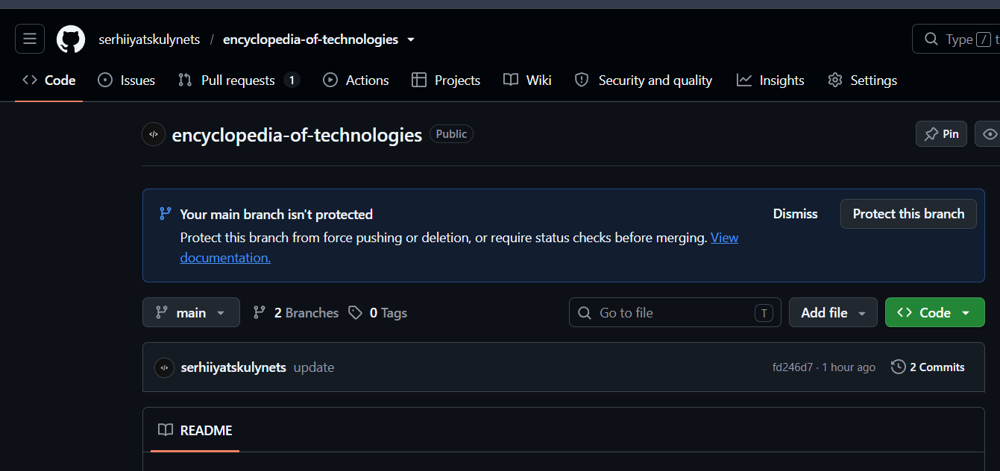 serhiiyatskulynets / encyclopedia-of-technologies
Type / t
Code Issues Pull requests 1 Actions Projects Wiki Security and quality Insights Settings
encyclopedia-of-technologies Public
Pin
Your main branch isn't protected
Dismiss Protect this branch
Protect this branch from force pushing or deletion, or require status checks before merging. View
documentation.
main 2 Branches 0 Tags Go to file T Add file Code
serhiiyatskulynets update fd246d7 · 1 hour ago 2 Commits
README